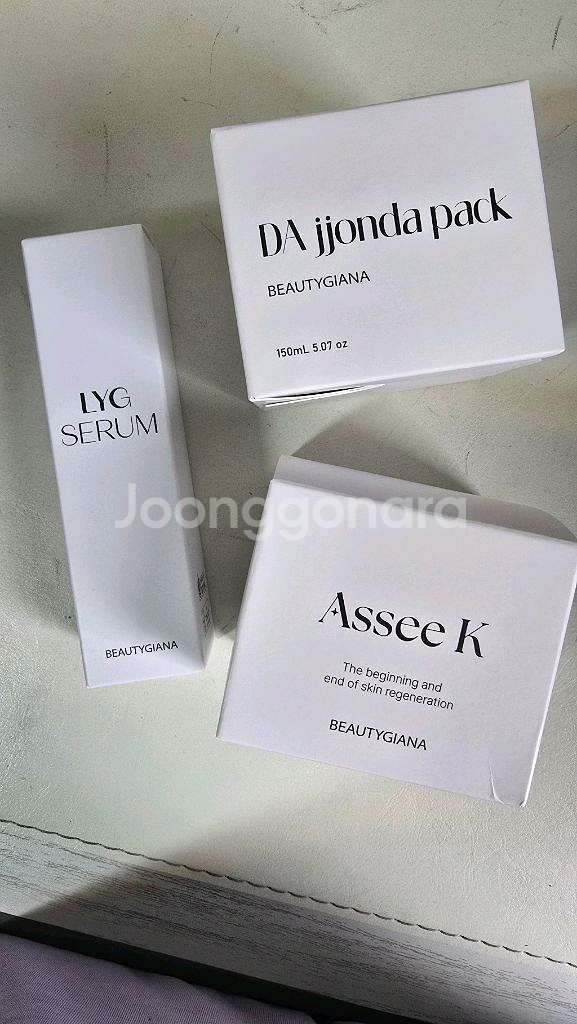 DA jjonda pack
BEAUTYGIANA
150mL 5.07 oz
LYG
SERUM
BEAUTYGIANA
Joonggonara
Assee K
The beginning and
end of skin regeneration
BEAUTYGIANA